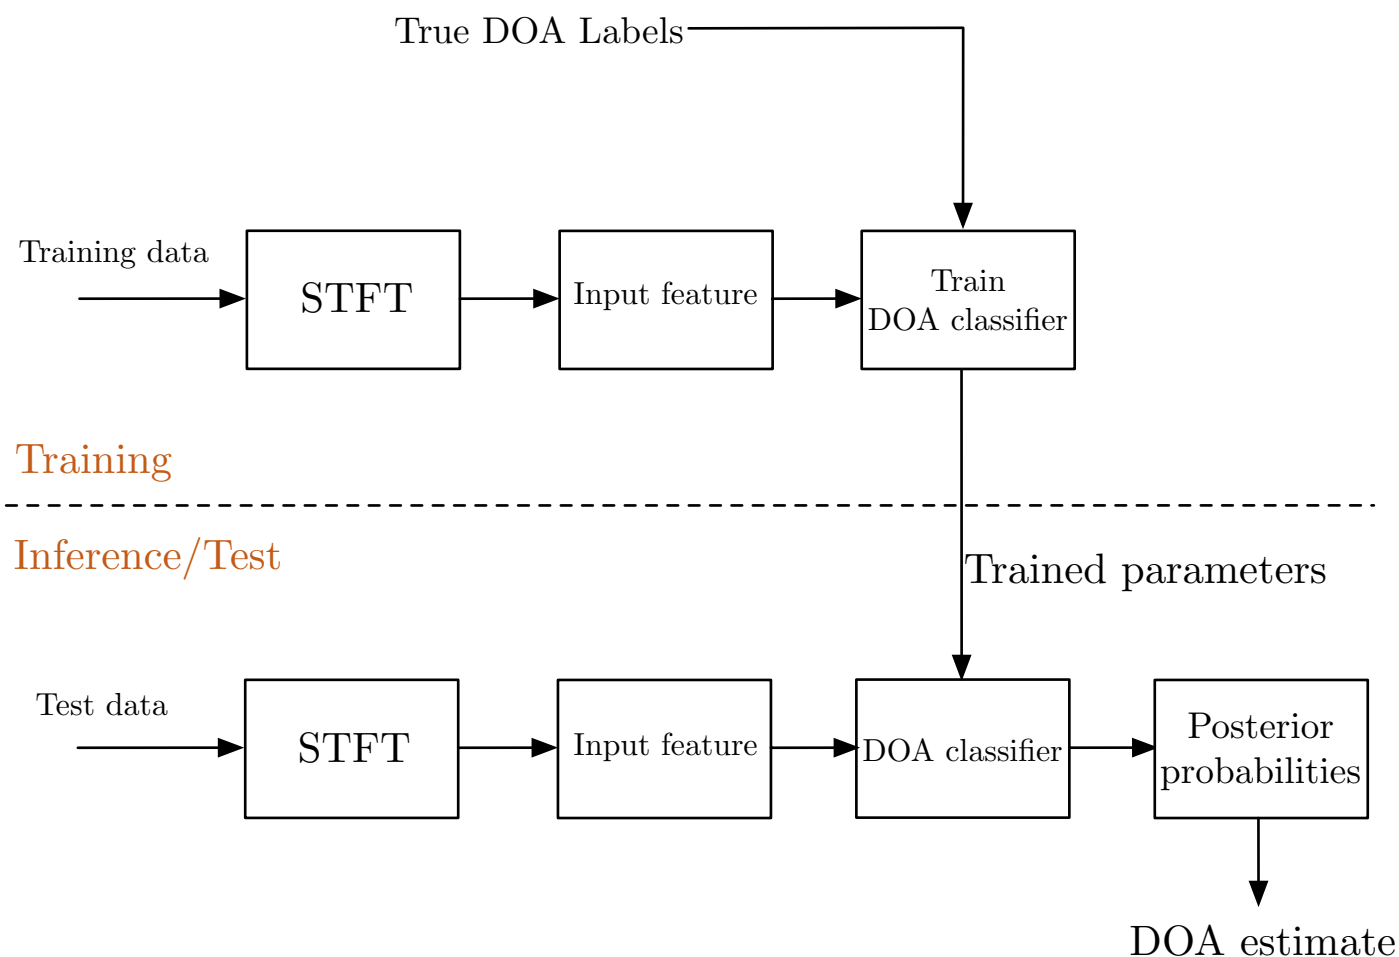 True DOA Labels
Training data
STFT
Input feature
Train
DOA classifier
Training
Inference/Test
Trained parameters
Test data
STFT
Input feature
DOA classifier
Posterior
probabilities
DOA estimate